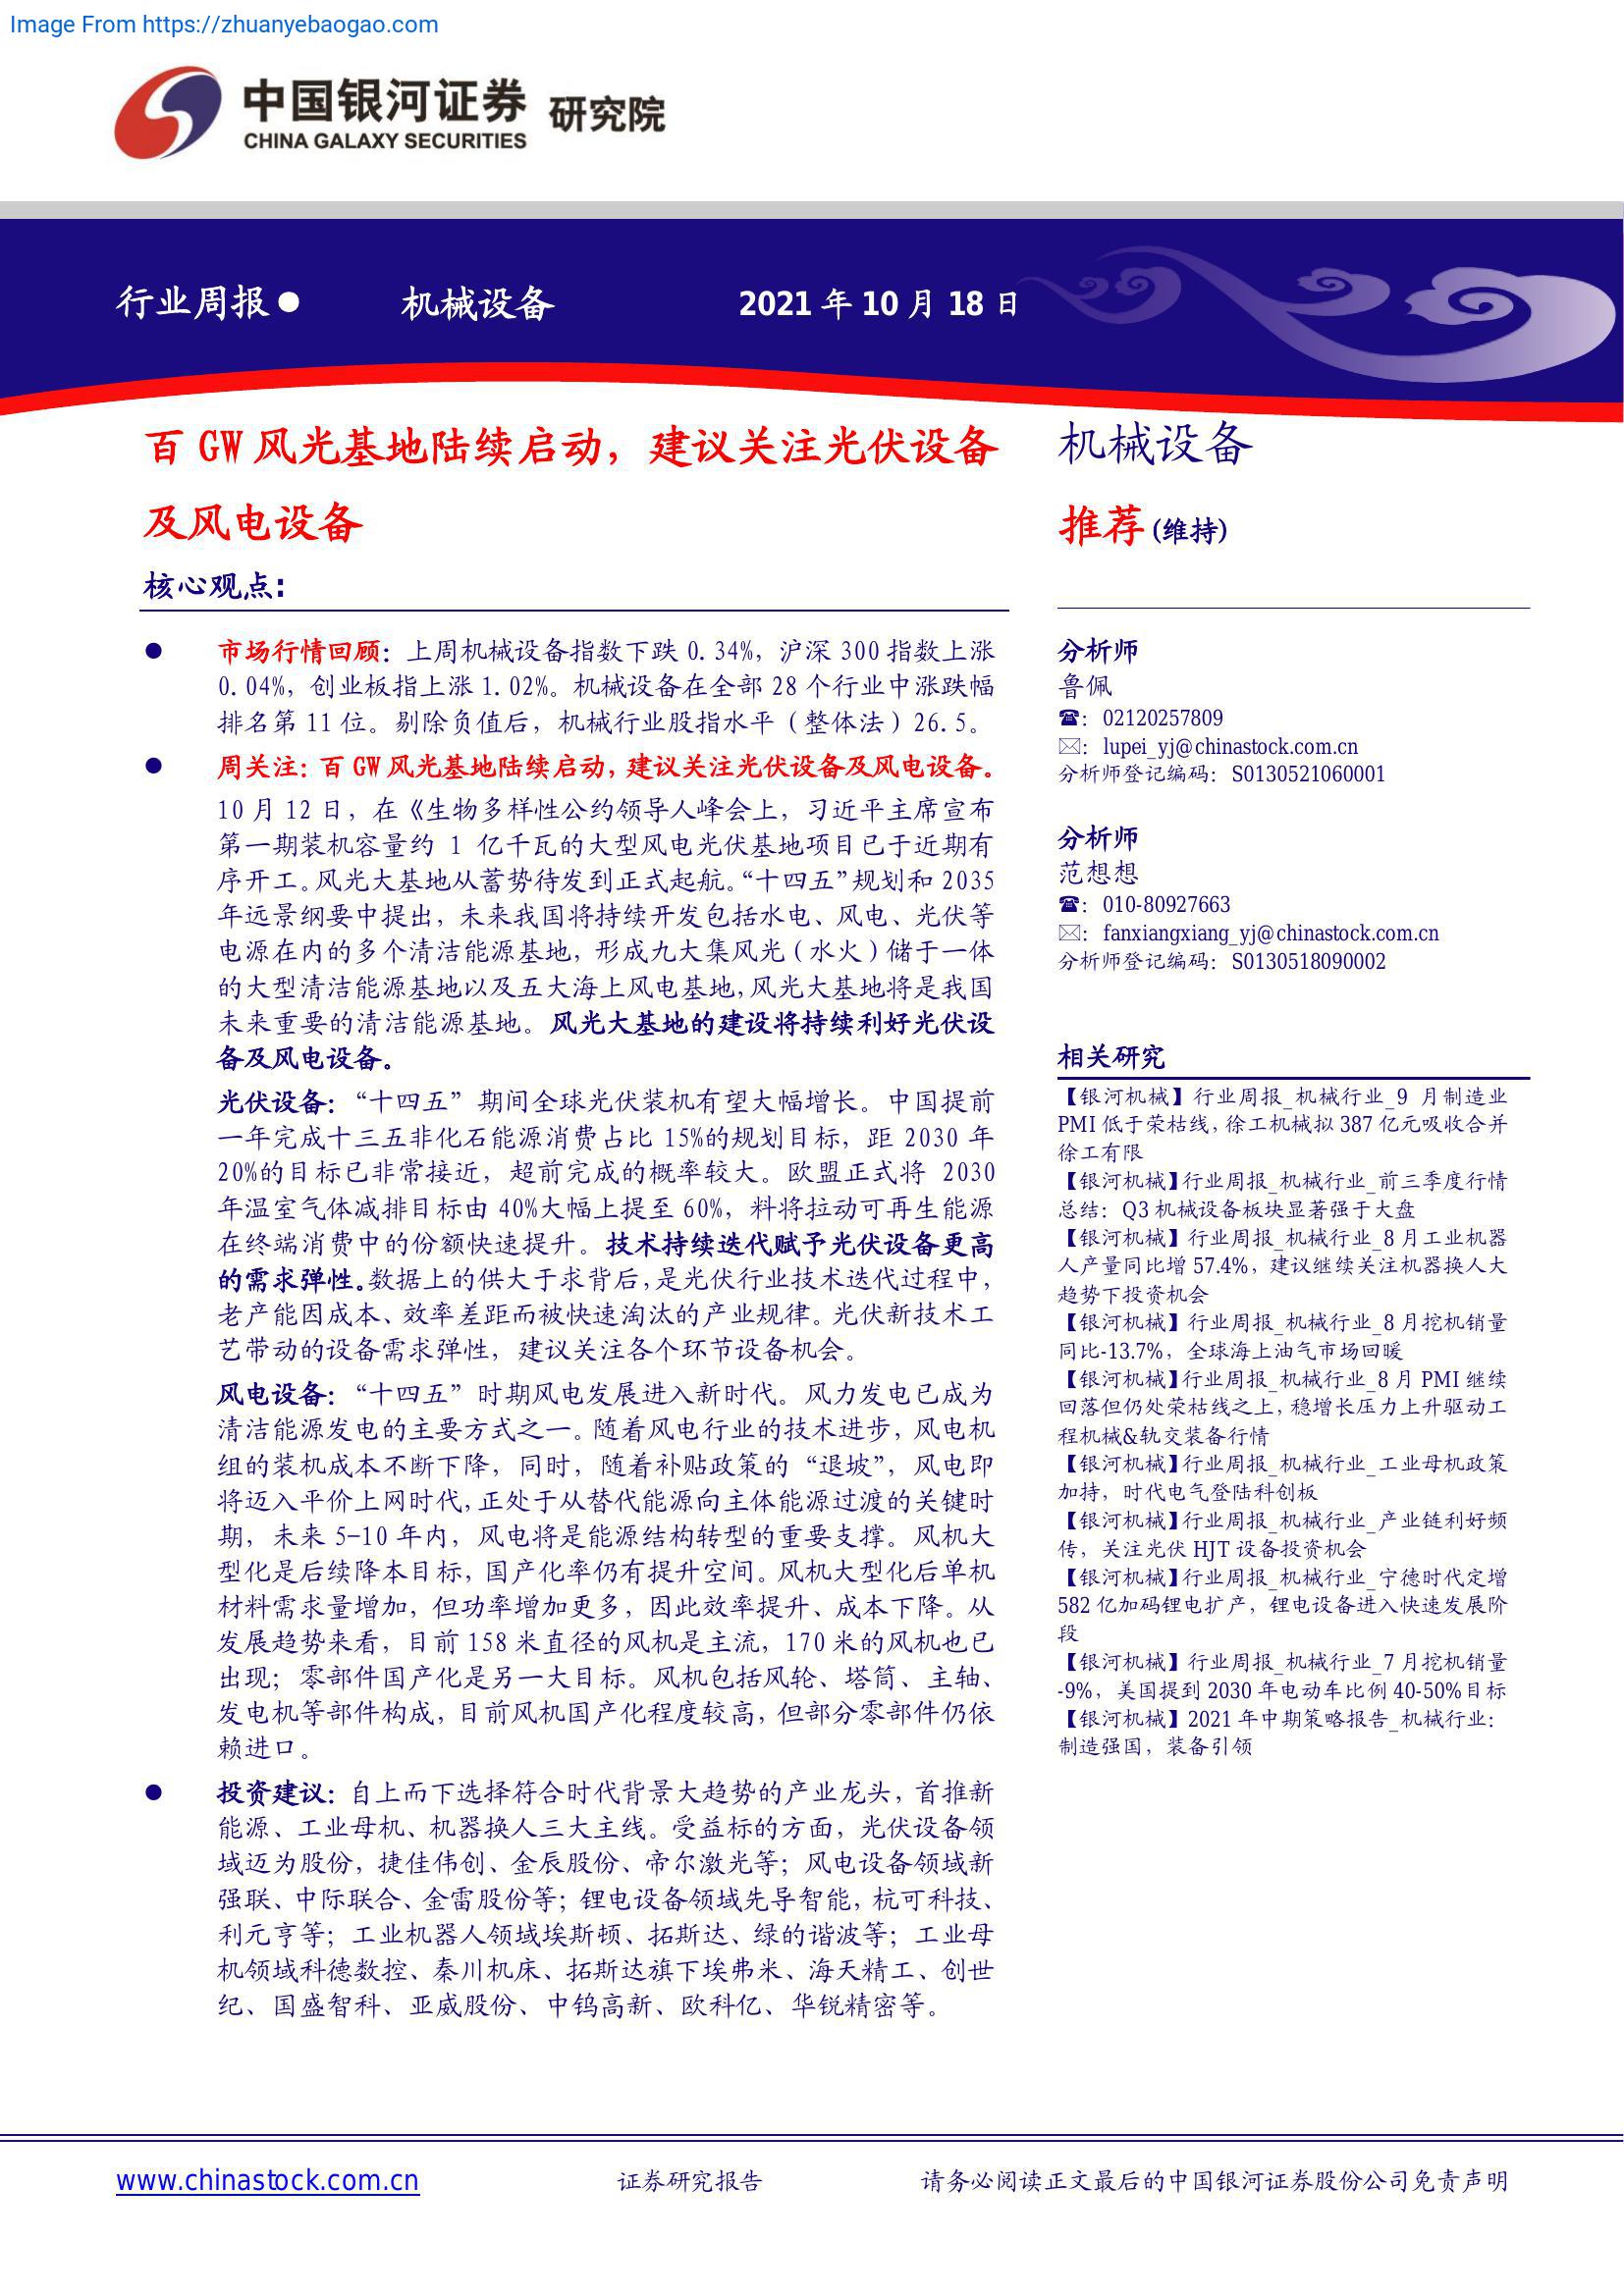 Image From https://zhuanyebaogao.com
中国银河证券 研究院
CHINA GALAXY SECURITIES
行业周报● 机械设备 2021 年 10 月 18 日
百 GW 风光基地陆续启动，建议关注光伏设备
及风电设备
核心观点:
● 市场行情回顾：上周机械设备指数下跌 0.34%，沪深 300 指数上涨
0.04%，创业板指上涨 1.02%。机械设备在全部 28 个行业中涨跌幅
排名第 11 位。剔除负值后，机械行业股指水平（整体法）26.5。
● 周关注：百 GW 风光基地陆续启动，建议关注光伏设备及风电设备。
10 月 12 日，在《生物多样性公约领导人峰会上，习近平主席宣布
第一期装机容量约 1 亿千瓦的大型风电光伏基地项目已于近期有
序开工。风光大基地从蓄势待发到正式起航。“十四五”规划和 2035
年远景纲要中提出，未来我国将持续开发包括水电、风电、光伏等
电源在内的多个清洁能源基地，形成九大集风光（水火）储于一体
的大型清洁能源基地以及五大海上风电基地，风光大基地将是我国
未来重要的清洁能源基地。风光大基地的建设将持续利好光伏设
备及风电设备。
光伏设备：“十四五” 期间全球光伏装机有望大幅增长。中国提前
一年完成十三五非化石能源消费占比 15%的规划目标，距 2030 年
20%的目标已非常接近，超前完成的概率较大。欧盟正式将 2030
年温室气体减排目标由 40%大幅上提至 60%，料将拉动可再生能源
在终端消费中的份额快速提升。技术持续迭代赋予光伏设备更高
的需求弹性。数据上的供大于求背后，是光伏行业技术迭代过程中，
老产能因成本、效率差距而被快速淘汰的产业规律。光伏新技术工
艺带动的设备需求弹性，建议关注各个环节设备机会。
风电设备：“十四五” 时期风电发展进入新时代。风力发电已成为
清洁能源发电的主要方式之一。随着风电行业的技术进步，风电机
组的装机成本不断下降，同时，随着补贴政策的“退坡”，风电即
将迈入平价上网时代，正处于从替代能源向主体能源过渡的关键时
期，未来 5-10 年内，风电将是能源结构转型的重要支撑。风机大
型化是后续降本目标，国产化率仍有提升空间。风机大型化后单机
材料需求量增加，但功率增加更多，因此效率提升、成本下降。从
发展趋势来看，目前 158 米直径的风机是主流，170 米的风机也已
出现；零部件国产化是另一大目标。风机包括风轮、塔筒、主轴、
发电机等部件构成，目前风机国产化程度较高，但部分零部件仍依
赖进口。
● 投资建议：自上而下选择符合时代背景大趋势的产业龙头，首推新
能源、工业母机、机器换人三大主线。受益标的方面，光伏设备领
域迈为股份，捷佳伟创、金辰股份、帝尔激光等；风电设备领域新
强联、中际联合、金雷股份等；锂电设备领域先导智能，杭可科技、
利元亨等；工业机器人领域埃斯顿、拓斯达、绿的谐波等；工业母
机领域科德数控、秦川机床、拓斯达旗下埃弗米、海天精工、创世
纪、国盛智科、亚威股份、中钨高新、欧科亿、华锐精密等。
机械设备
推荐 (维持)
分析师
鲁佩
☎：02120257809
✉：lupei_yj@chinastock.com.cn
分析师登记编码：S0130521060001
分析师
范想想
☎：010-80927663
✉：fanxiangxiang_yj@chinastock.com.cn
分析师登记编码：S0130518090002
相关研究
【银河机械】行业周报_机械行业_9 月制造业
PMI 低于荣枯线，徐工机械拟 387 亿元吸收合并
徐工有限
【银河机械】行业周报_机械行业_前三季度行情
总结：Q3 机械设备板块显著强于大盘
【银河机械】行业周报_机械行业_8 月工业机器
人产量同比增 57.4%，建议继续关注机器换人大
趋势下投资机会
【银河机械】行业周报_机械行业_8 月挖机销量
同比-13.7%，全球海上油气市场回暖
【银河机械】行业周报_机械行业_8 月 PMI 继续
回落但仍处荣枯线之上，稳增长压力上升驱动工
程机械&轨交装备行情
【银河机械】行业周报_机械行业_工业母机政策
加持，时代电气登陆科创板
【银河机械】行业周报_机械行业_产业链利好频
传，关注光伏 HJT 设备投资机会
【银河机械】行业周报_机械行业_宁德时代定增
582 亿加码锂电扩产，锂电设备进入快速发展阶
段
【银河机械】行业周报_机械行业_7 月挖机销量
-9%，美国提到 2030 年电动车比例 40-50%目标
【银河机械】2021 年中期策略报告_机械行业：
制造强国，装备引领
www.chinastock.com.cn 证券研究报告 请务必阅读正文最后的中国银河证券股份公司免责声明